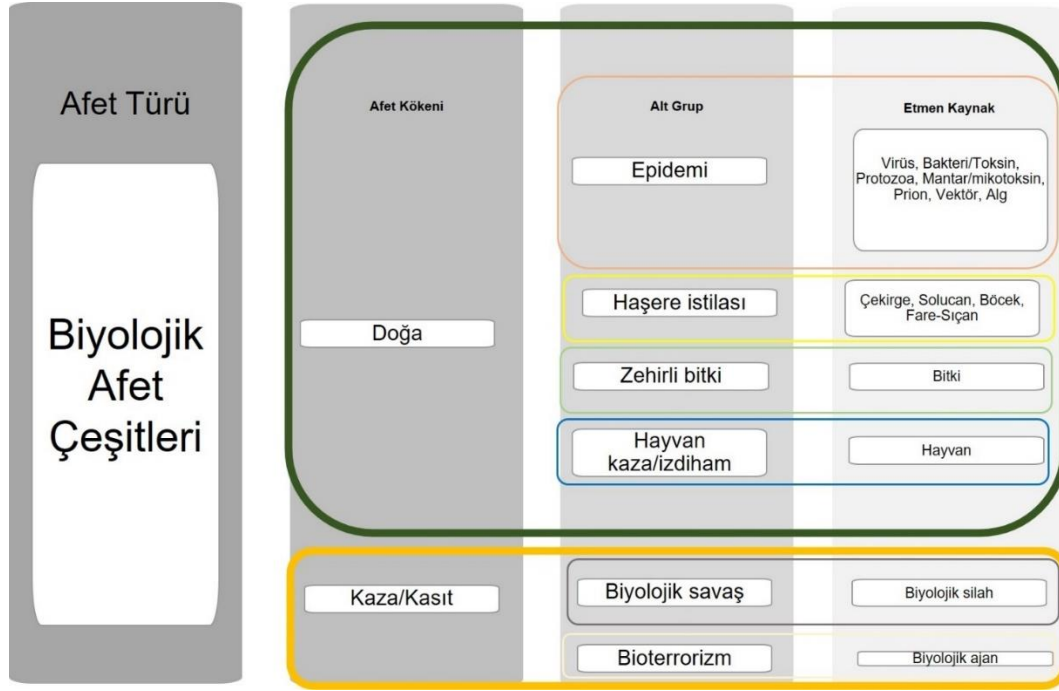 Afet Türü
Biyolojik
Afet
Çeşitleri
Afet Kökeni
Alt Grup
Etmen Kaynak
Doğa
Epidemi
Virüs, Bakteri/Toksin,
Protozoa, Mantar/mikotoksin,
Prion, Vektör, Alg
Haşere istilası
Çekirge, Solucan, Böcek,
Fare-Sıçan
Zehirli bitki
Bitki
Hayvan
kaza/izdiham
Hayvan
Kaza/Kasıt
Biyolojik savaş
Biyolojik silah
Bioterrorizm
Biyolojik ajan